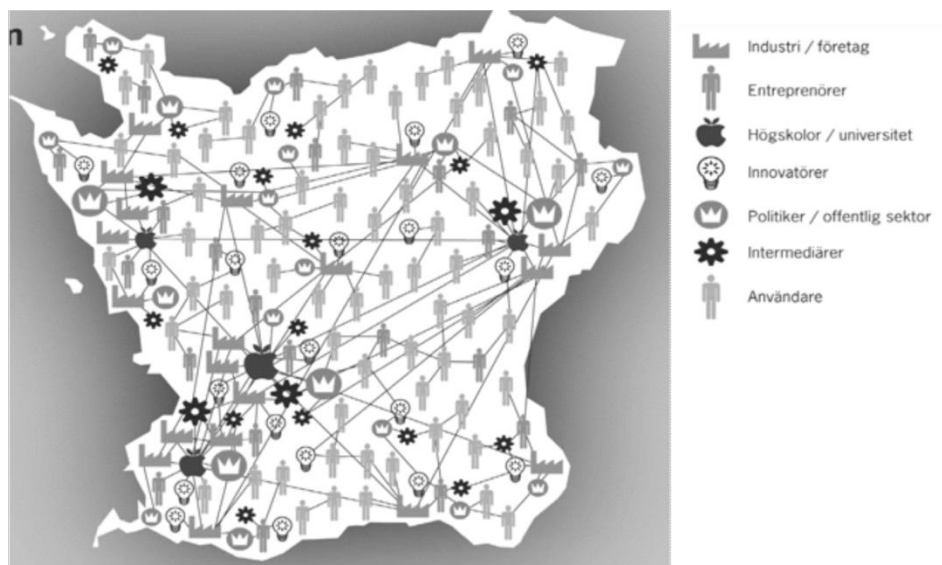 n
Industri / företag
Entreprenörer
Högskolor / universitet
Innovatörer
Politiker / offentlig sektor
Intermediärer
Användare